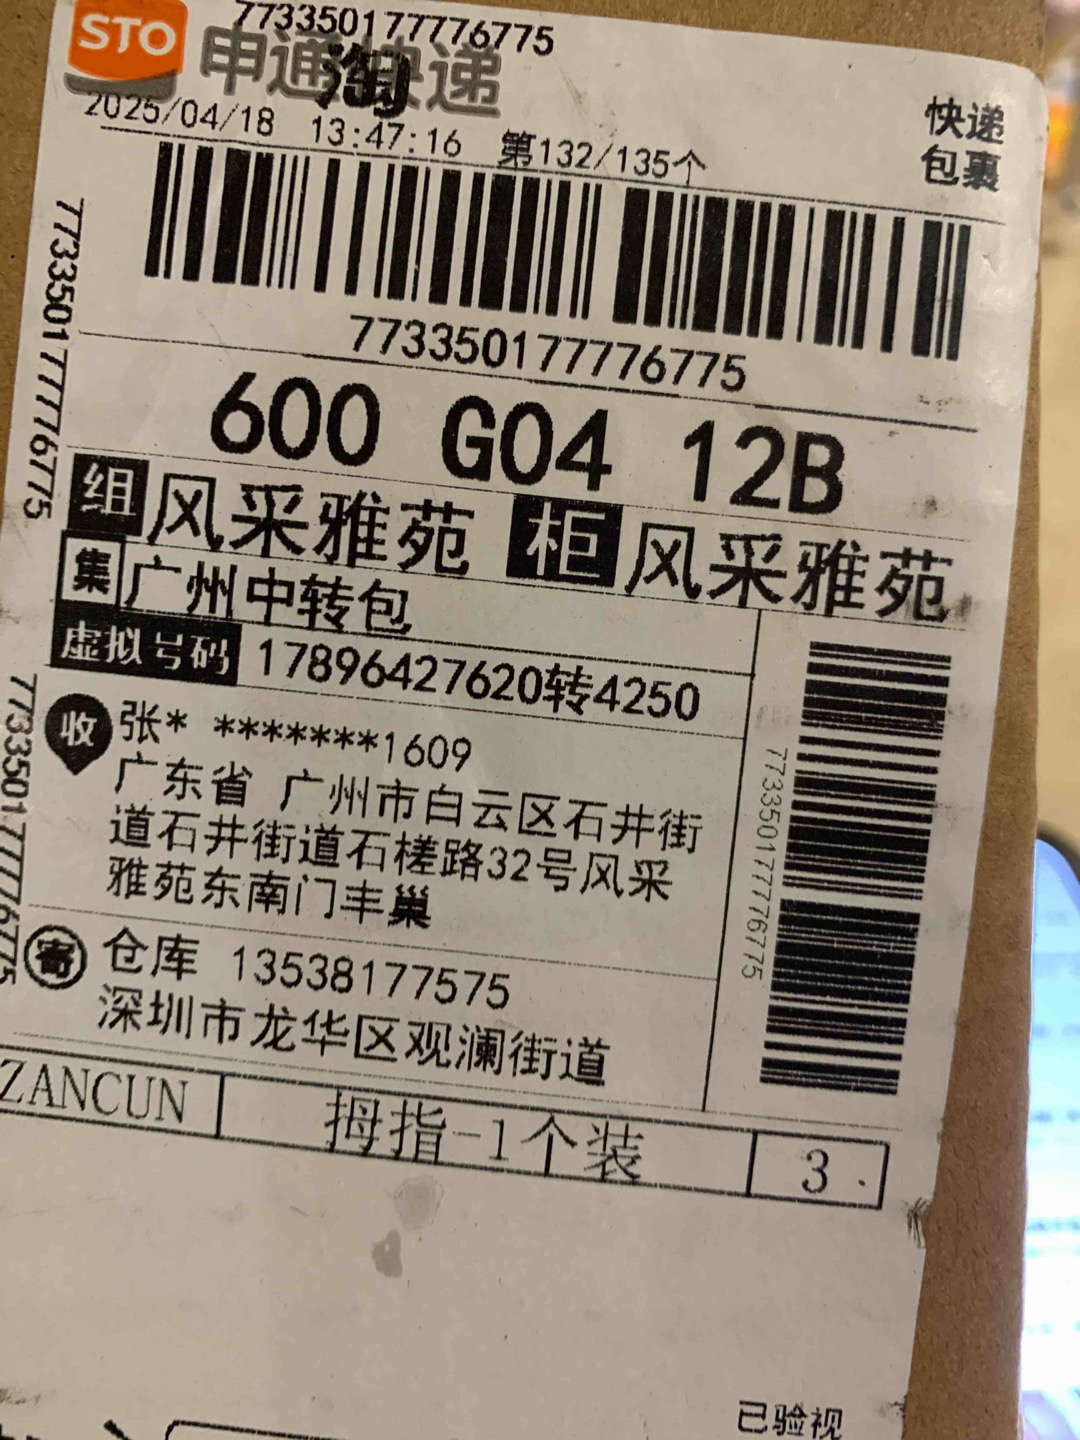 773350177776775
STO
申通快递
淘
2025/04/18 13:47:16 第132/135个
快递
包裹
773350177776775
773350177776775
600 G04 12B
组 风采雅苑 柜 风采雅苑
集 广州中转包
虚拟号码 17896427620转4250
773350177776775
收 张* *******1609
广东省 广州市白云区石井街
道石井街道石槎路32号风采
雅苑东南门丰巢
773350177776775
寄 仓库 13538177575
深圳市龙华区观澜街道
ZANCUN 拇指-1个装 3
已验视